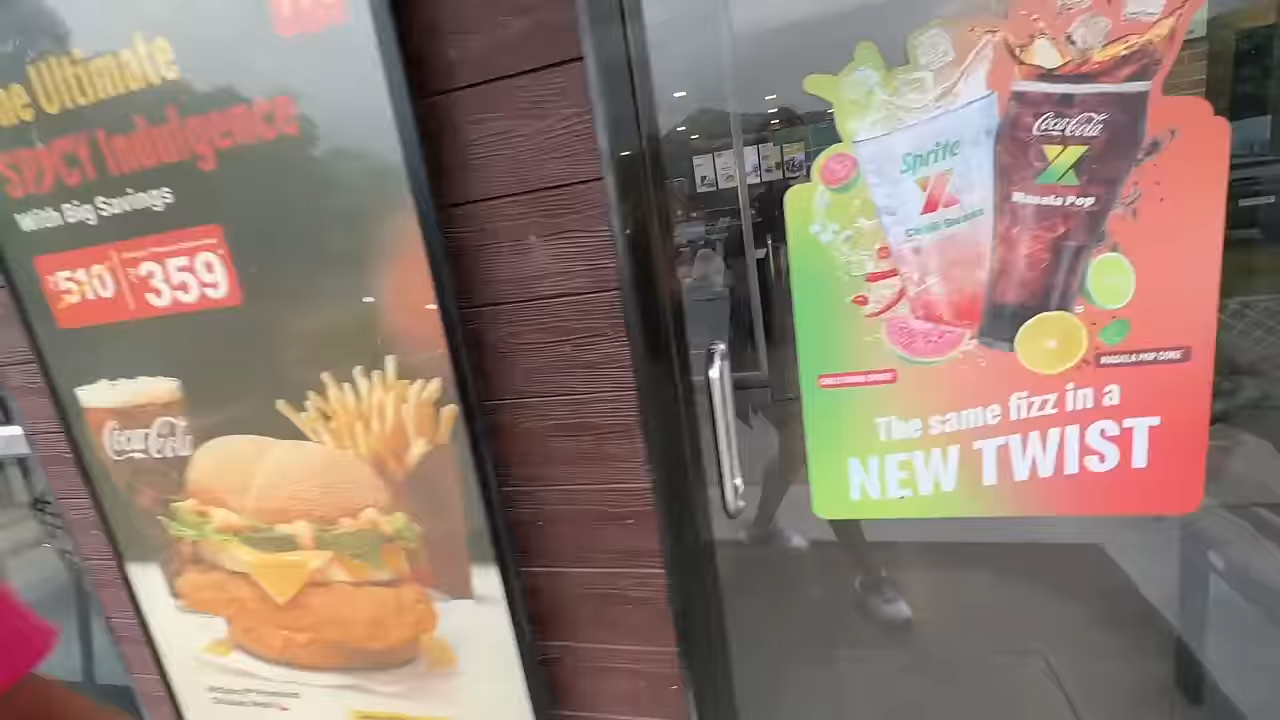 The Ultimate
SPICY Indulgence
With Big Savings
₹510
₹359
Coca-Cola
Sprite
X
Coca-Cola
X
Masala Pop
MASALA POP COKE
The same fizz in a
NEW TWIST